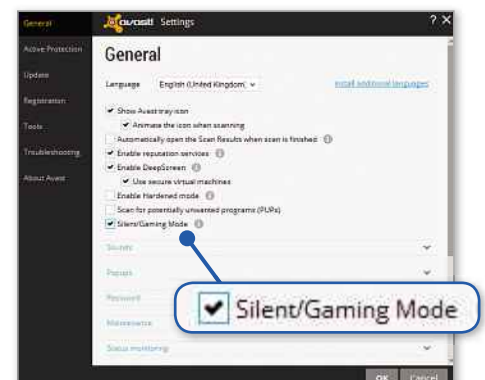 General
Active Protection
Update
Registration
Tools
Troubleshooting
About Avast
avast! Settings
? X
General
Language English (United Kingdom) Install additional languages
Show Avast tray icon
Animate the icon when scanning
Automatically open the Scan Results when scan is finished
Enable reputation services
Enable DeepScreen
Use secure virtual machines
Enable Hardened mode
Scan for potentially unwanted programs (PUPs)
Silent/Gaming Mode
Sounds
Popups
Password
Maintenance
Status monitoring
Silent/Gaming Mode
OK Cancel